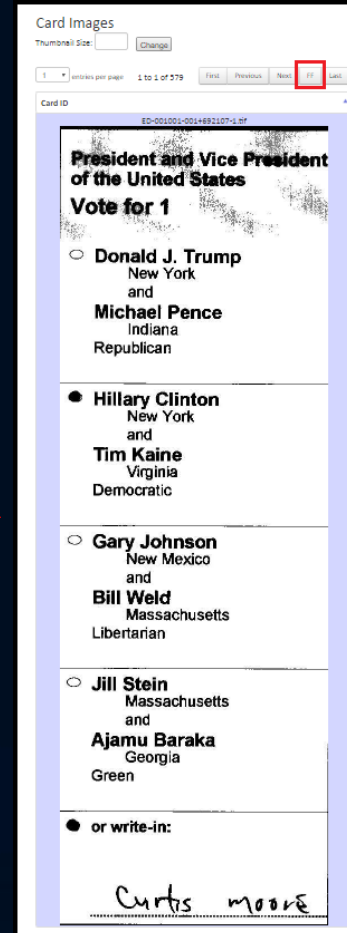 Card Images
Thumbnail Size: Change
1 entries per page 1 to 1 of 579 First Previous Next FF Last
Card ID
ED-001001-001+692107-1.tif
President and Vice President
of the United States
Vote for 1
Donald J. Trump
New York
and
Michael Pence
Indiana
Republican
Hillary Clinton
New York
and
Tim Kaine
Virginia
Democratic
Gary Johnson
New Mexico
and
Bill Weld
Massachusetts
Libertarian
Jill Stein
Massachusetts
and
Ajamu Baraka
Georgia
Green
or write-in:
Curtis moore